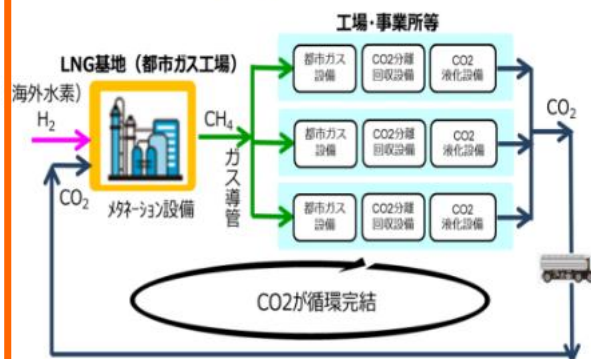 工場・事業所等
LNG基地（都市ガス工場）
海外水素）
H₂
CO₂
メタネーション設備
CH₄
ガス導管
都市ガス
設備
CO2分離
回収設備
CO2
液化設備
都市ガス
設備
CO2分離
回収設備
CO2
液化設備
都市ガス
設備
CO2分離
回収設備
CO2
液化設備
CO₂
CO2が循環完結